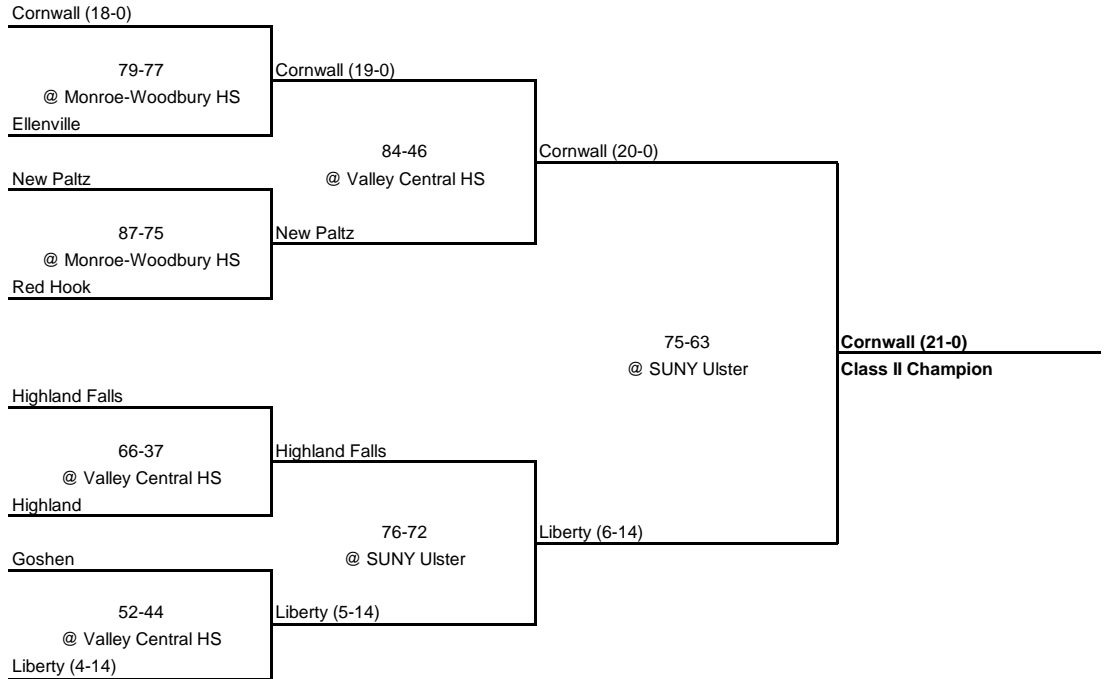 Cornwall (18-0)
79-77
@ Monroe-Woodbury HS
Ellenville
Cornwall (19-0)
New Paltz
87-75
@ Monroe-Woodbury HS
Red Hook
New Paltz
84-46
@ Valley Central HS
Cornwall (20-0)
Highland Falls
66-37
@ Valley Central HS
Highland
Highland Falls
Goshen
52-44
@ Valley Central HS
Liberty (4-14)
Liberty (5-14)
76-72
@ SUNY Ulster
Liberty (6-14)
75-63
@ SUNY Ulster
Cornwall (21-0)
Class II Champion